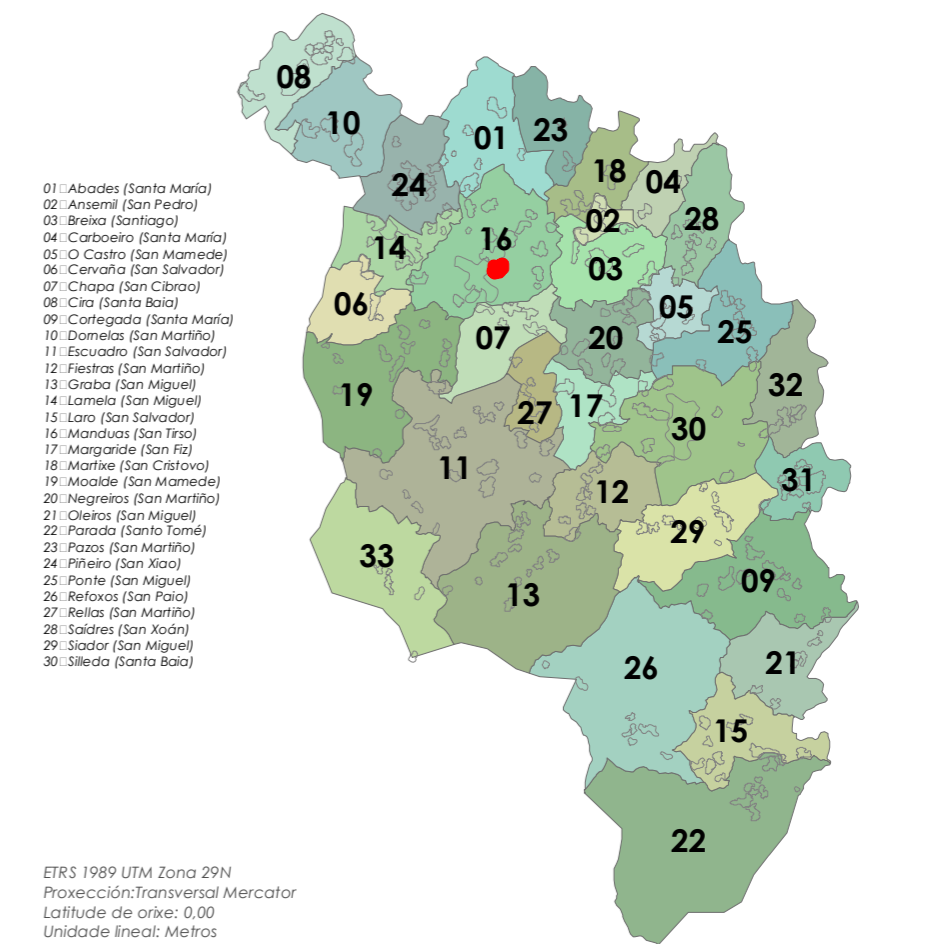 08
10
01
23
18
04
24
02
28
14
16
03
06
05
07
20
25
19
27
17
32
30
11
12
31
29
33
13
09
26
21
15
22
01□Abades (Santa María)
02□Ansemil (San Pedro)
03□Breixa (Santiago)
04□Carboeiro (Santa María)
05□O Castro (San Mamede)
06□Cervaña (San Salvador)
07□Chapa (San Cibrao)
08□Cira (Santa Baia)
09□Cortegada (Santa María)
10□Dornelas (San Martiño)
11□Escuadro (San Salvador)
12□Fiestras (San Martiño)
13□Graba (San Miguel)
14□Lamela (San Miguel)
15□Laro (San Salvador)
16□Manduas (San Tirso)
17□Margaride (San Fiz)
18□Martixe (San Cristovo)
19□Moalde (San Mamede)
20□Negreiros (San Martiño)
21□Oleiros (San Miguel)
22□Parada (Santo Tomé)
23□Pazos (San Martiño)
24□Piñeiro (San Xiao)
25□Ponte (San Miguel)
26□Refoxos (San Paio)
27□Rellas (San Martiño)
28□Saídres (San Xoán)
29□Siador (San Miguel)
30□Silleda (Santa Baia)
ETRS 1989 UTM Zona 29N
Proxección:Transversal Mercator
Latitude de orixe: 0,00
Unidade lineal: Metros